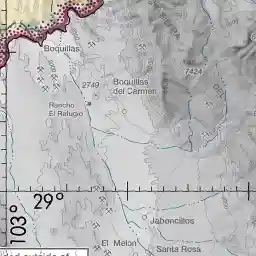 Boquillas
2749
7424
Boquillas
del Carmen
Rancho
El Refugio
29°
103°
Jaboncillos
El Melon
Santa Rosa